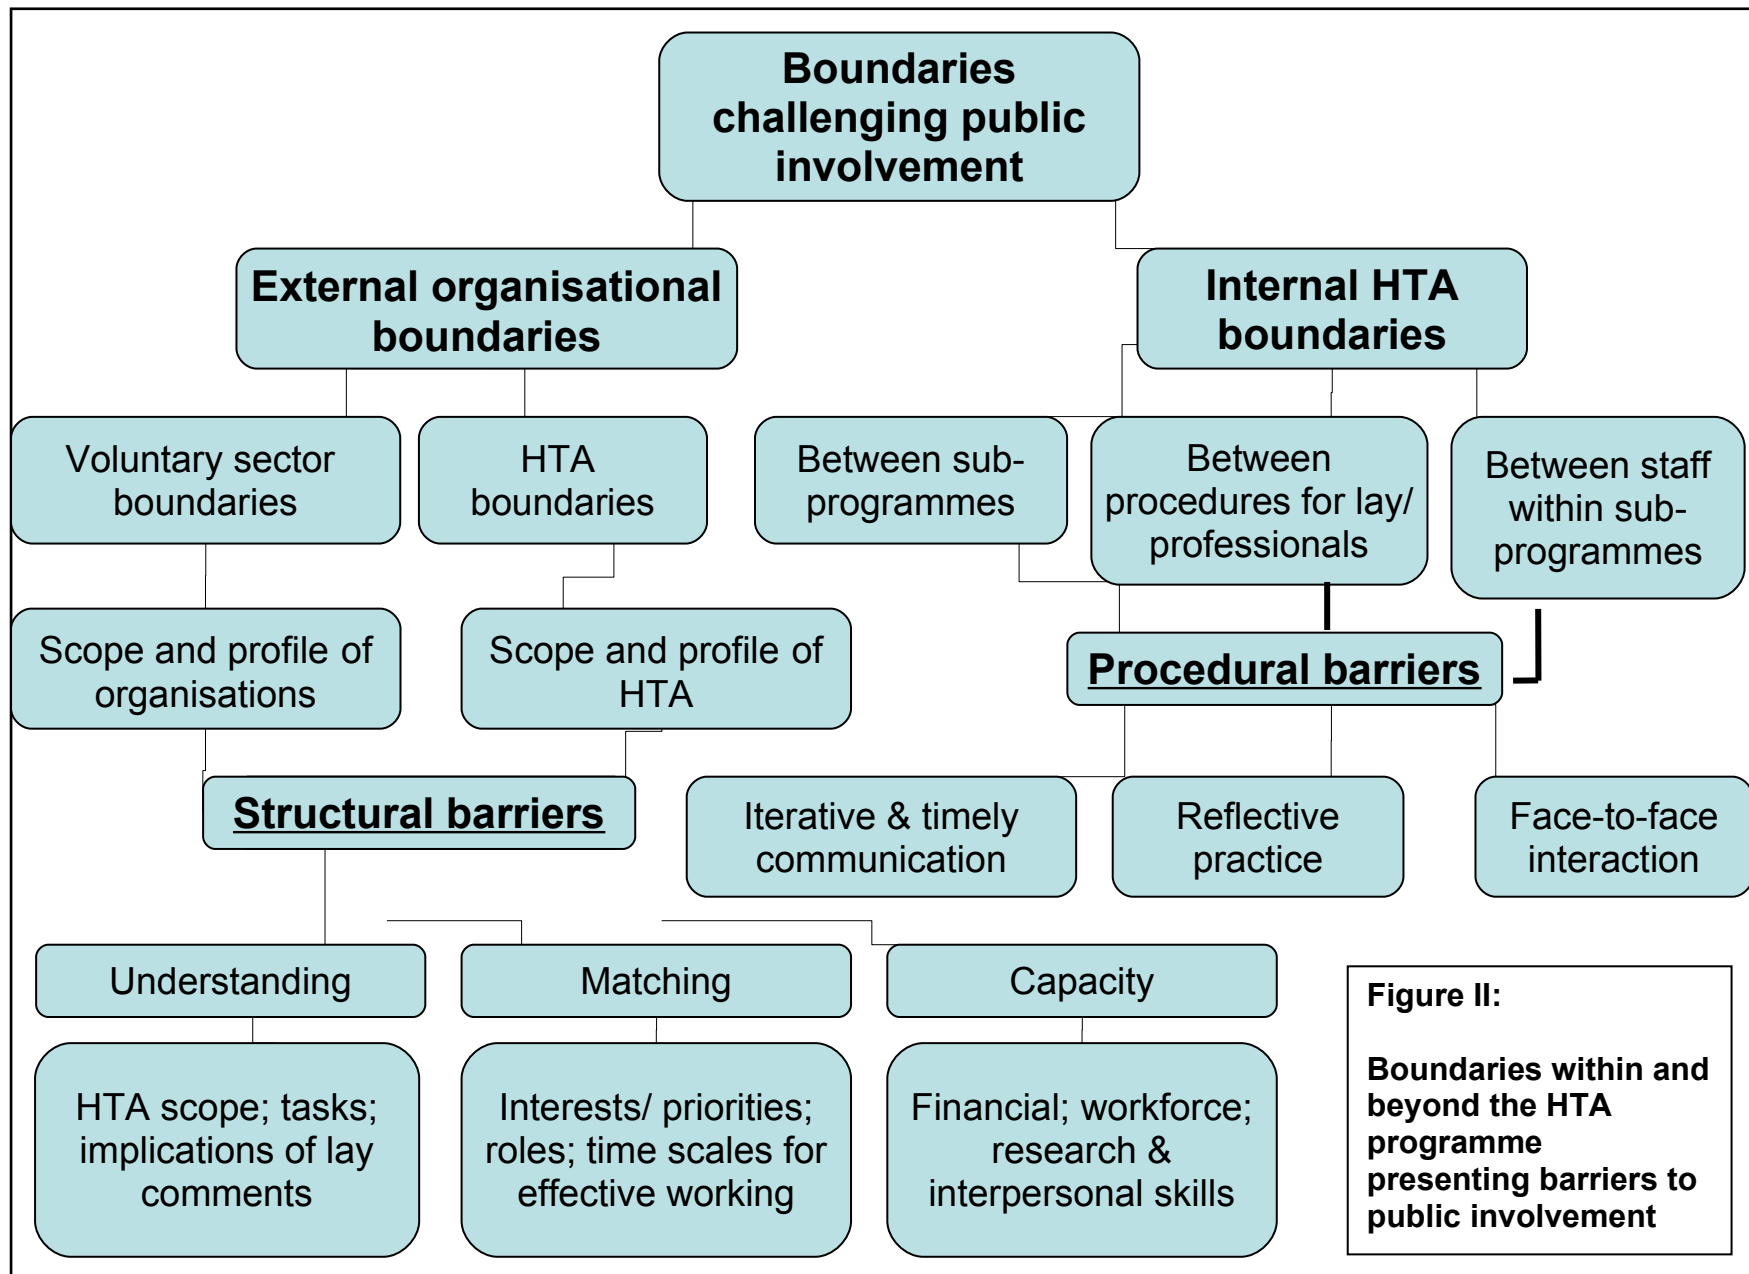 Boundaries
challenging public
involvement
External organisational
boundaries
Internal HTA
boundaries
Voluntary sector
boundaries
HTA
boundaries
Between sub-
programmes
Between
procedures for lay/
professionals
Between staff
within sub-
programmes
Scope and profile of
organisations
Scope and profile of
HTA
Procedural barriers
Structural barriers
Iterative & timely
communication
Reflective
practice
Face-to-face
interaction
Understanding
Matching
Capacity
HTA scope; tasks;
implications of lay
comments
Interests/ priorities;
roles; time scales for
effective working
Financial; workforce;
research &
interpersonal skills
Figure II:
Boundaries within and
beyond the HTA
programme
presenting barriers to
public involvement